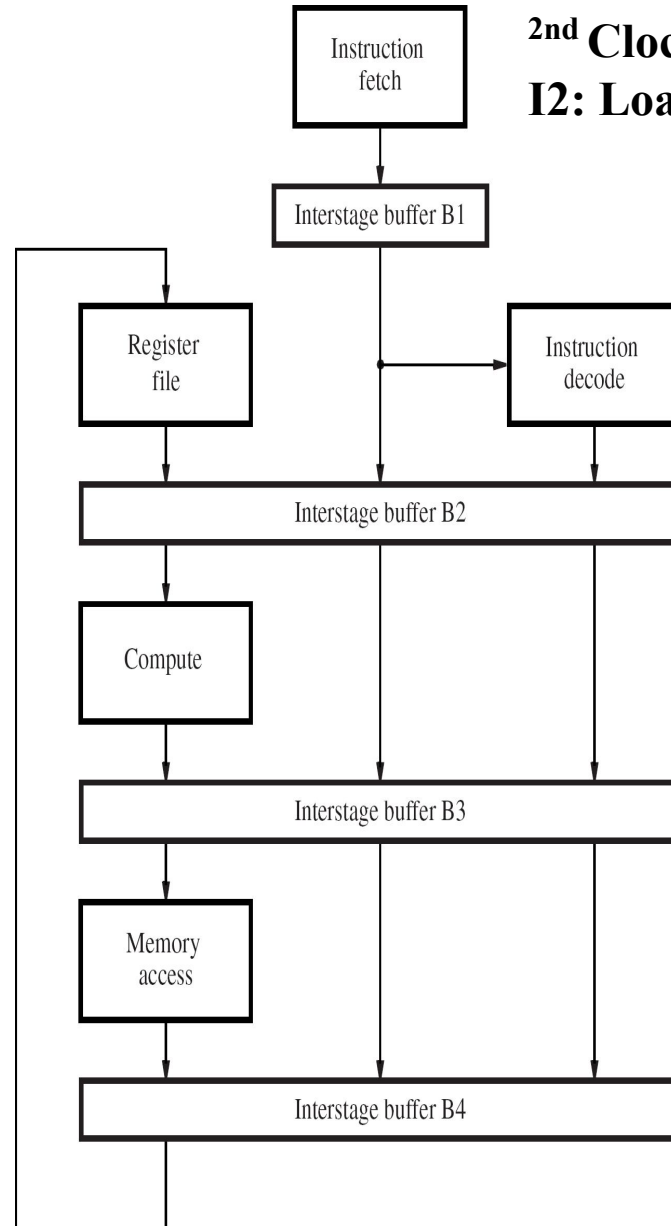 2nd Cloc
I2: Loa
Instruction
fetch
Interstage buffer B1
Register
file
Instruction
decode
Interstage buffer B2
Compute
Interstage buffer B3
Memory
access
Interstage buffer B4